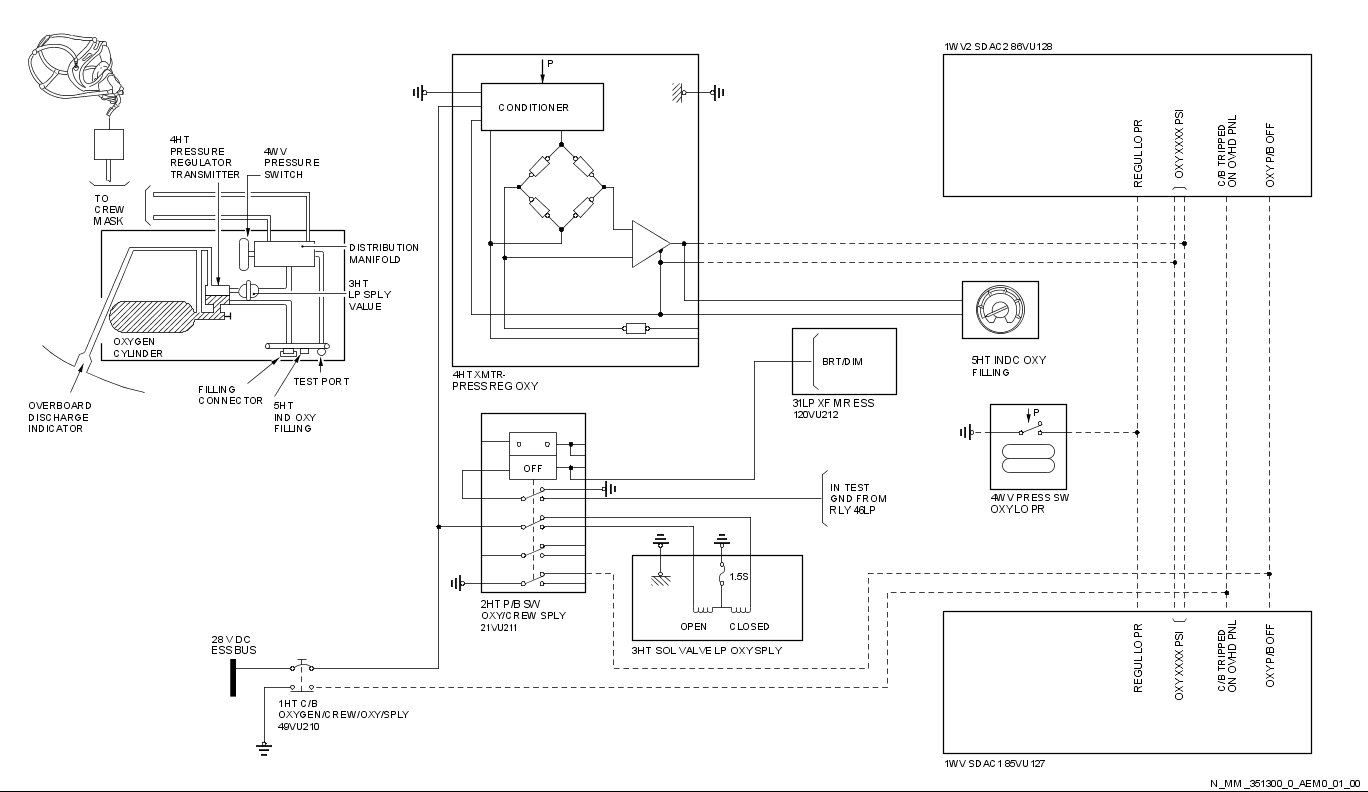 4HT
PRESSURE
REGULATOR
TRANSMITTER
4WV
PRESSURE
SWITCH
TO
CREW
MASK
DISTRIBUTION
MANIFOLD
3HT
LP SPLY
VALUE
OXYGEN
CYLINDER
TEST PORT
FILLING
CONNECTOR
5HT
IND OXY
FILLING
OVERBOARD
DISCHARGE
INDICATOR
P
CONDITIONER
4HT XMTR-
PRESS REG OXY
1WV2 SDAC2 86VU128
REGUL LO PR
OXY XXXX PSI
C/B TRIPPED
ON OVHD PNL
OXY P/B OFF
5HT INDC OXY
FILLING
BRT/DIM
31LP XFMR ESS
120VU212
P
4WV PRESS SW
OXY LO PR
OFF
IN TEST
GND FROM
RLY 46LP
2HT P/B SW
OXY/CREW SPLY
21VU211
1.5S
OPEN CLOSED
3HT SOL VALVE LP OXY SPLY
28 V DC
ESS BUS
1HT C/B
OXYGEN/CREW/OXY/SPLY
49VU210
REGUL LO PR
OXY XXXX PSI
C/B TRIPPED
ON OVHD PNL
OXY P/B OFF
1WV SDAC1 85VU127
N_MM_351300_0_AEM0_01_00